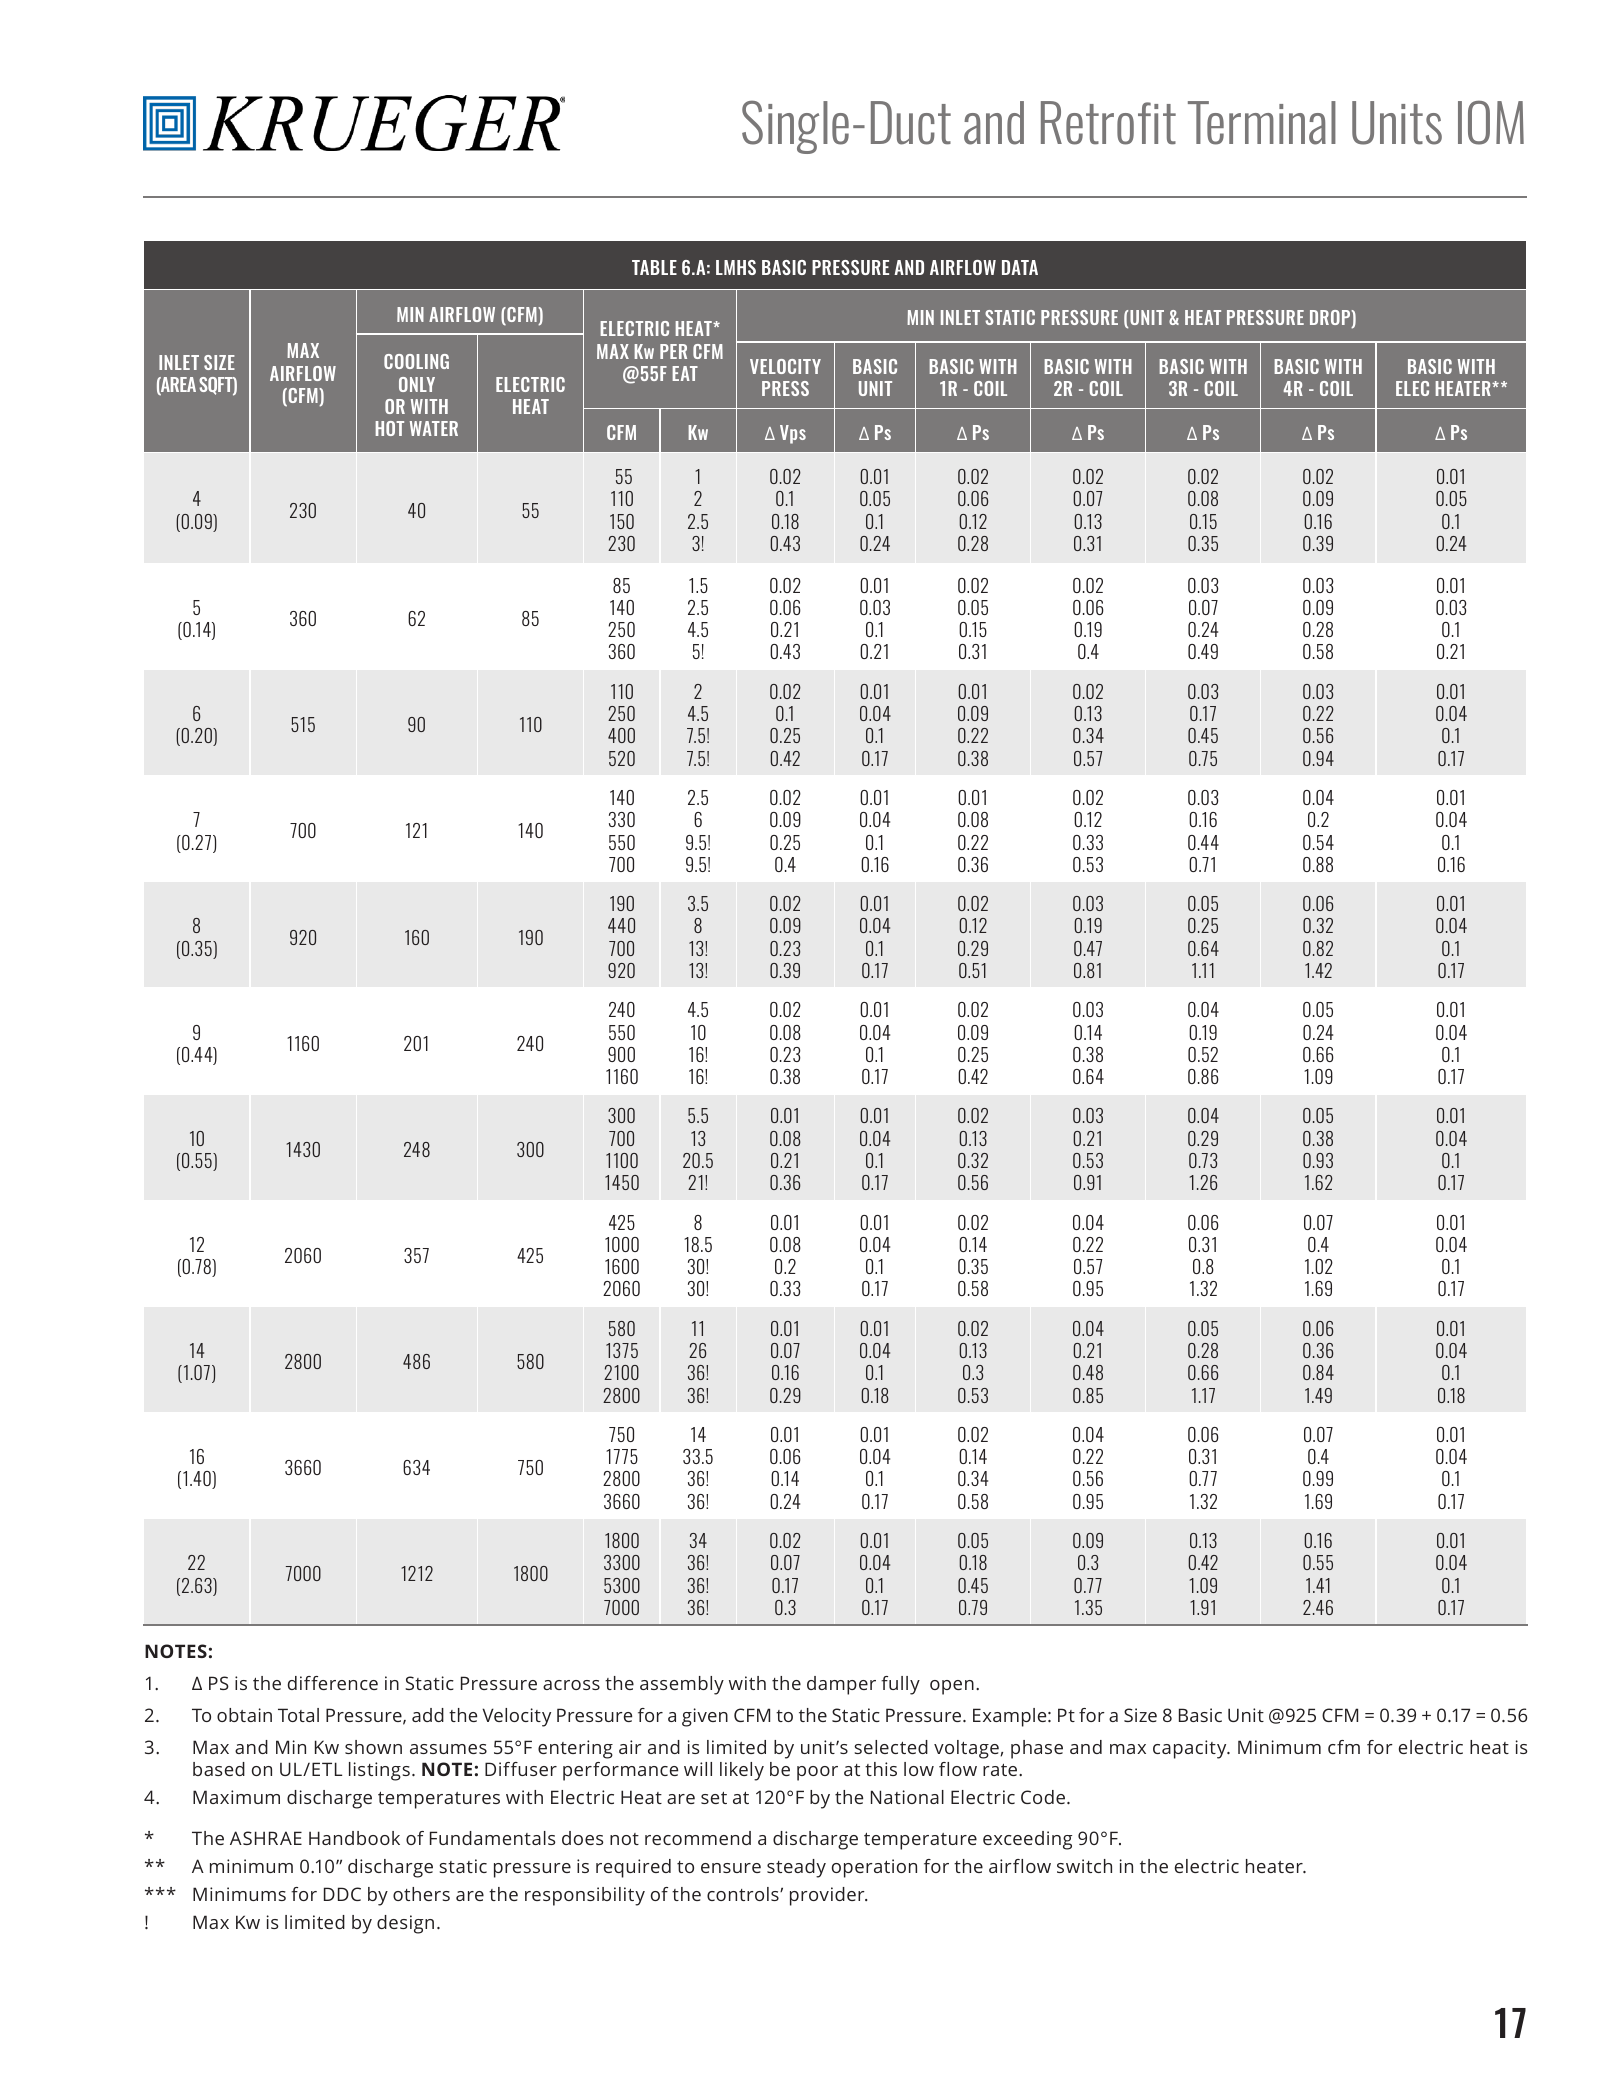 KRUEGER®
Single-Duct and Retrofit Terminal Units IOM
TABLE 6.A: LMHS BASIC PRESSURE AND AIRFLOW DATA
INLET SIZE (AREA SQFT) | MAX AIRFLOW (CFM) | MIN AIRFLOW (CFM) | ELECTRIC HEAT* MAX Kw PER CFM @55F EAT | MIN INLET STATIC PRESSURE (UNIT & HEAT PRESSURE DROP)
COOLING ONLY OR WITH HOT WATER | ELECTRIC HEAT | VELOCITY PRESS | BASIC UNIT | BASIC WITH 1R - COIL | BASIC WITH 2R - COIL | BASIC WITH 3R - COIL | BASIC WITH 4R - COIL | BASIC WITH ELEC HEATER**
CFM | Kw | Δ Vps | Δ Ps | Δ Ps | Δ Ps | Δ Ps | Δ Ps | Δ Ps
4 (0.09) | 230 | 40 | 55
55 1 0.02 0.01 0.02 0.02 0.02 0.02 0.01
110 2 0.1 0.05 0.06 0.07 0.08 0.09 0.05
150 2.5 0.18 0.1 0.12 0.13 0.15 0.16 0.1
230 3! 0.43 0.24 0.28 0.31 0.35 0.39 0.24
5 (0.14) | 360 | 62 | 85
85 1.5 0.02 0.01 0.02 0.02 0.03 0.03 0.01
140 2.5 0.06 0.03 0.05 0.06 0.07 0.09 0.03
250 4.5 0.21 0.1 0.15 0.19 0.24 0.28 0.1
360 5! 0.43 0.21 0.31 0.4 0.49 0.58 0.21
6 (0.20) | 515 | 90 | 110
110 2 0.02 0.01 0.01 0.02 0.03 0.03 0.01
250 4.5 0.1 0.04 0.09 0.13 0.17 0.22 0.04
400 7.5! 0.25 0.1 0.22 0.34 0.45 0.56 0.1
520 7.5! 0.42 0.17 0.38 0.57 0.75 0.94 0.17
7 (0.27) | 700 | 121 | 140
140 2.5 0.02 0.01 0.01 0.02 0.03 0.04 0.01
330 6 0.09 0.04 0.08 0.12 0.16 0.2 0.04
550 9.5! 0.25 0.1 0.22 0.33 0.44 0.54 0.1
700 9.5! 0.4 0.16 0.36 0.53 0.71 0.88 0.16
8 (0.35) | 920 | 160 | 190
190 3.5 0.02 0.01 0.02 0.03 0.05 0.06 0.01
440 8 0.09 0.04 0.12 0.19 0.25 0.32 0.04
700 13! 0.23 0.1 0.29 0.47 0.64 0.82 0.1
920 13! 0.39 0.17 0.51 0.81 1.11 1.42 0.17
9 (0.44) | 1160 | 201 | 240
240 4.5 0.02 0.01 0.02 0.03 0.04 0.05 0.01
550 10 0.08 0.04 0.09 0.14 0.19 0.24 0.04
900 16! 0.23 0.1 0.25 0.38 0.52 0.66 0.1
1160 16! 0.38 0.17 0.42 0.64 0.86 1.09 0.17
10 (0.55) | 1430 | 248 | 300
300 5.5 0.01 0.01 0.02 0.03 0.04 0.05 0.01
700 13 0.08 0.04 0.13 0.21 0.29 0.38 0.04
1100 20.5 0.21 0.1 0.32 0.53 0.73 0.93 0.1
1450 21! 0.36 0.17 0.56 0.91 1.26 1.62 0.17
12 (0.78) | 2060 | 357 | 425
425 8 0.01 0.01 0.02 0.04 0.06 0.07 0.01
1000 18.5 0.08 0.04 0.14 0.22 0.31 0.4 0.04
1600 30! 0.2 0.1 0.35 0.57 0.8 1.02 0.1
2060 30! 0.33 0.17 0.58 0.95 1.32 1.69 0.17
14 (1.07) | 2800 | 486 | 580
580 11 0.01 0.01 0.02 0.04 0.05 0.06 0.01
1375 26 0.07 0.04 0.13 0.21 0.28 0.36 0.04
2100 36! 0.16 0.1 0.3 0.48 0.66 0.84 0.1
2800 36! 0.29 0.18 0.53 0.85 1.17 1.49 0.18
16 (1.40) | 3660 | 634 | 750
750 14 0.01 0.01 0.02 0.04 0.06 0.07 0.01
1775 33.5 0.06 0.04 0.14 0.22 0.31 0.4 0.04
2800 36! 0.14 0.1 0.34 0.56 0.77 0.99 0.1
3660 36! 0.24 0.17 0.58 0.95 1.32 1.69 0.17
22 (2.63) | 7000 | 1212 | 1800
1800 34 0.02 0.01 0.05 0.09 0.13 0.16 0.01
3300 36! 0.07 0.04 0.18 0.3 0.42 0.55 0.04
5300 36! 0.17 0.1 0.45 0.77 1.09 1.41 0.1
7000 36! 0.3 0.17 0.79 1.35 1.91 2.46 0.17
NOTES:
1. Δ PS is the difference in Static Pressure across the assembly with the damper fully open.
2. To obtain Total Pressure, add the Velocity Pressure for a given CFM to the Static Pressure. Example: Pt for a Size 8 Basic Unit @925 CFM = 0.39 + 0.17 = 0.56
3. Max and Min Kw shown assumes 55°F entering air and is limited by unit’s selected voltage, phase and max capacity. Minimum cfm for electric heat is
based on UL/ETL listings. NOTE: Diffuser performance will likely be poor at this low flow rate.
4. Maximum discharge temperatures with Electric Heat are set at 120°F by the National Electric Code.
* The ASHRAE Handbook of Fundamentals does not recommend a discharge temperature exceeding 90°F.
** A minimum 0.10” discharge static pressure is required to ensure steady operation for the airflow switch in the electric heater.
*** Minimums for DDC by others are the responsibility of the controls’ provider.
! Max Kw is limited by design.
17